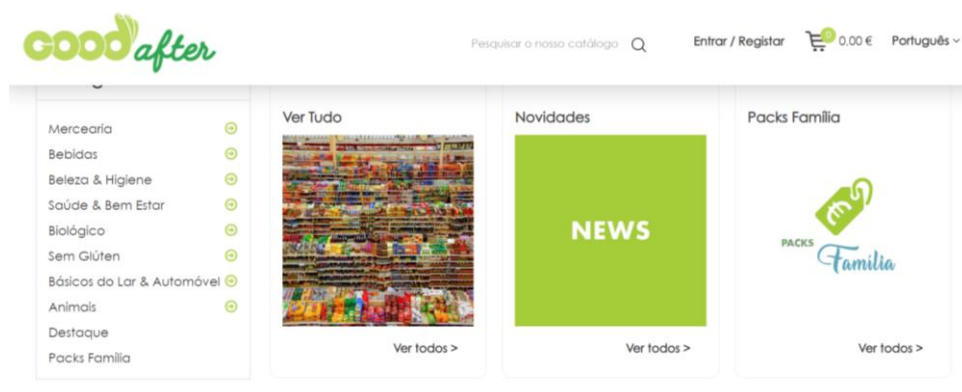 GOOD after
Pesquisar o nosso catálogo
Entrar / Registar
0
0,00 €
Português
Mercearia
Bebidas
Beleza & Higiene
Saúde & Bem Estar
Biológico
Sem Glúten
Básicos do Lar & Automóvel
Animais
Destaque
Packs Família
Ver Tudo
Ver todos >
Novidades
NEWS
Ver todos >
Packs Família
€
PACKS
Família
Ver todos >